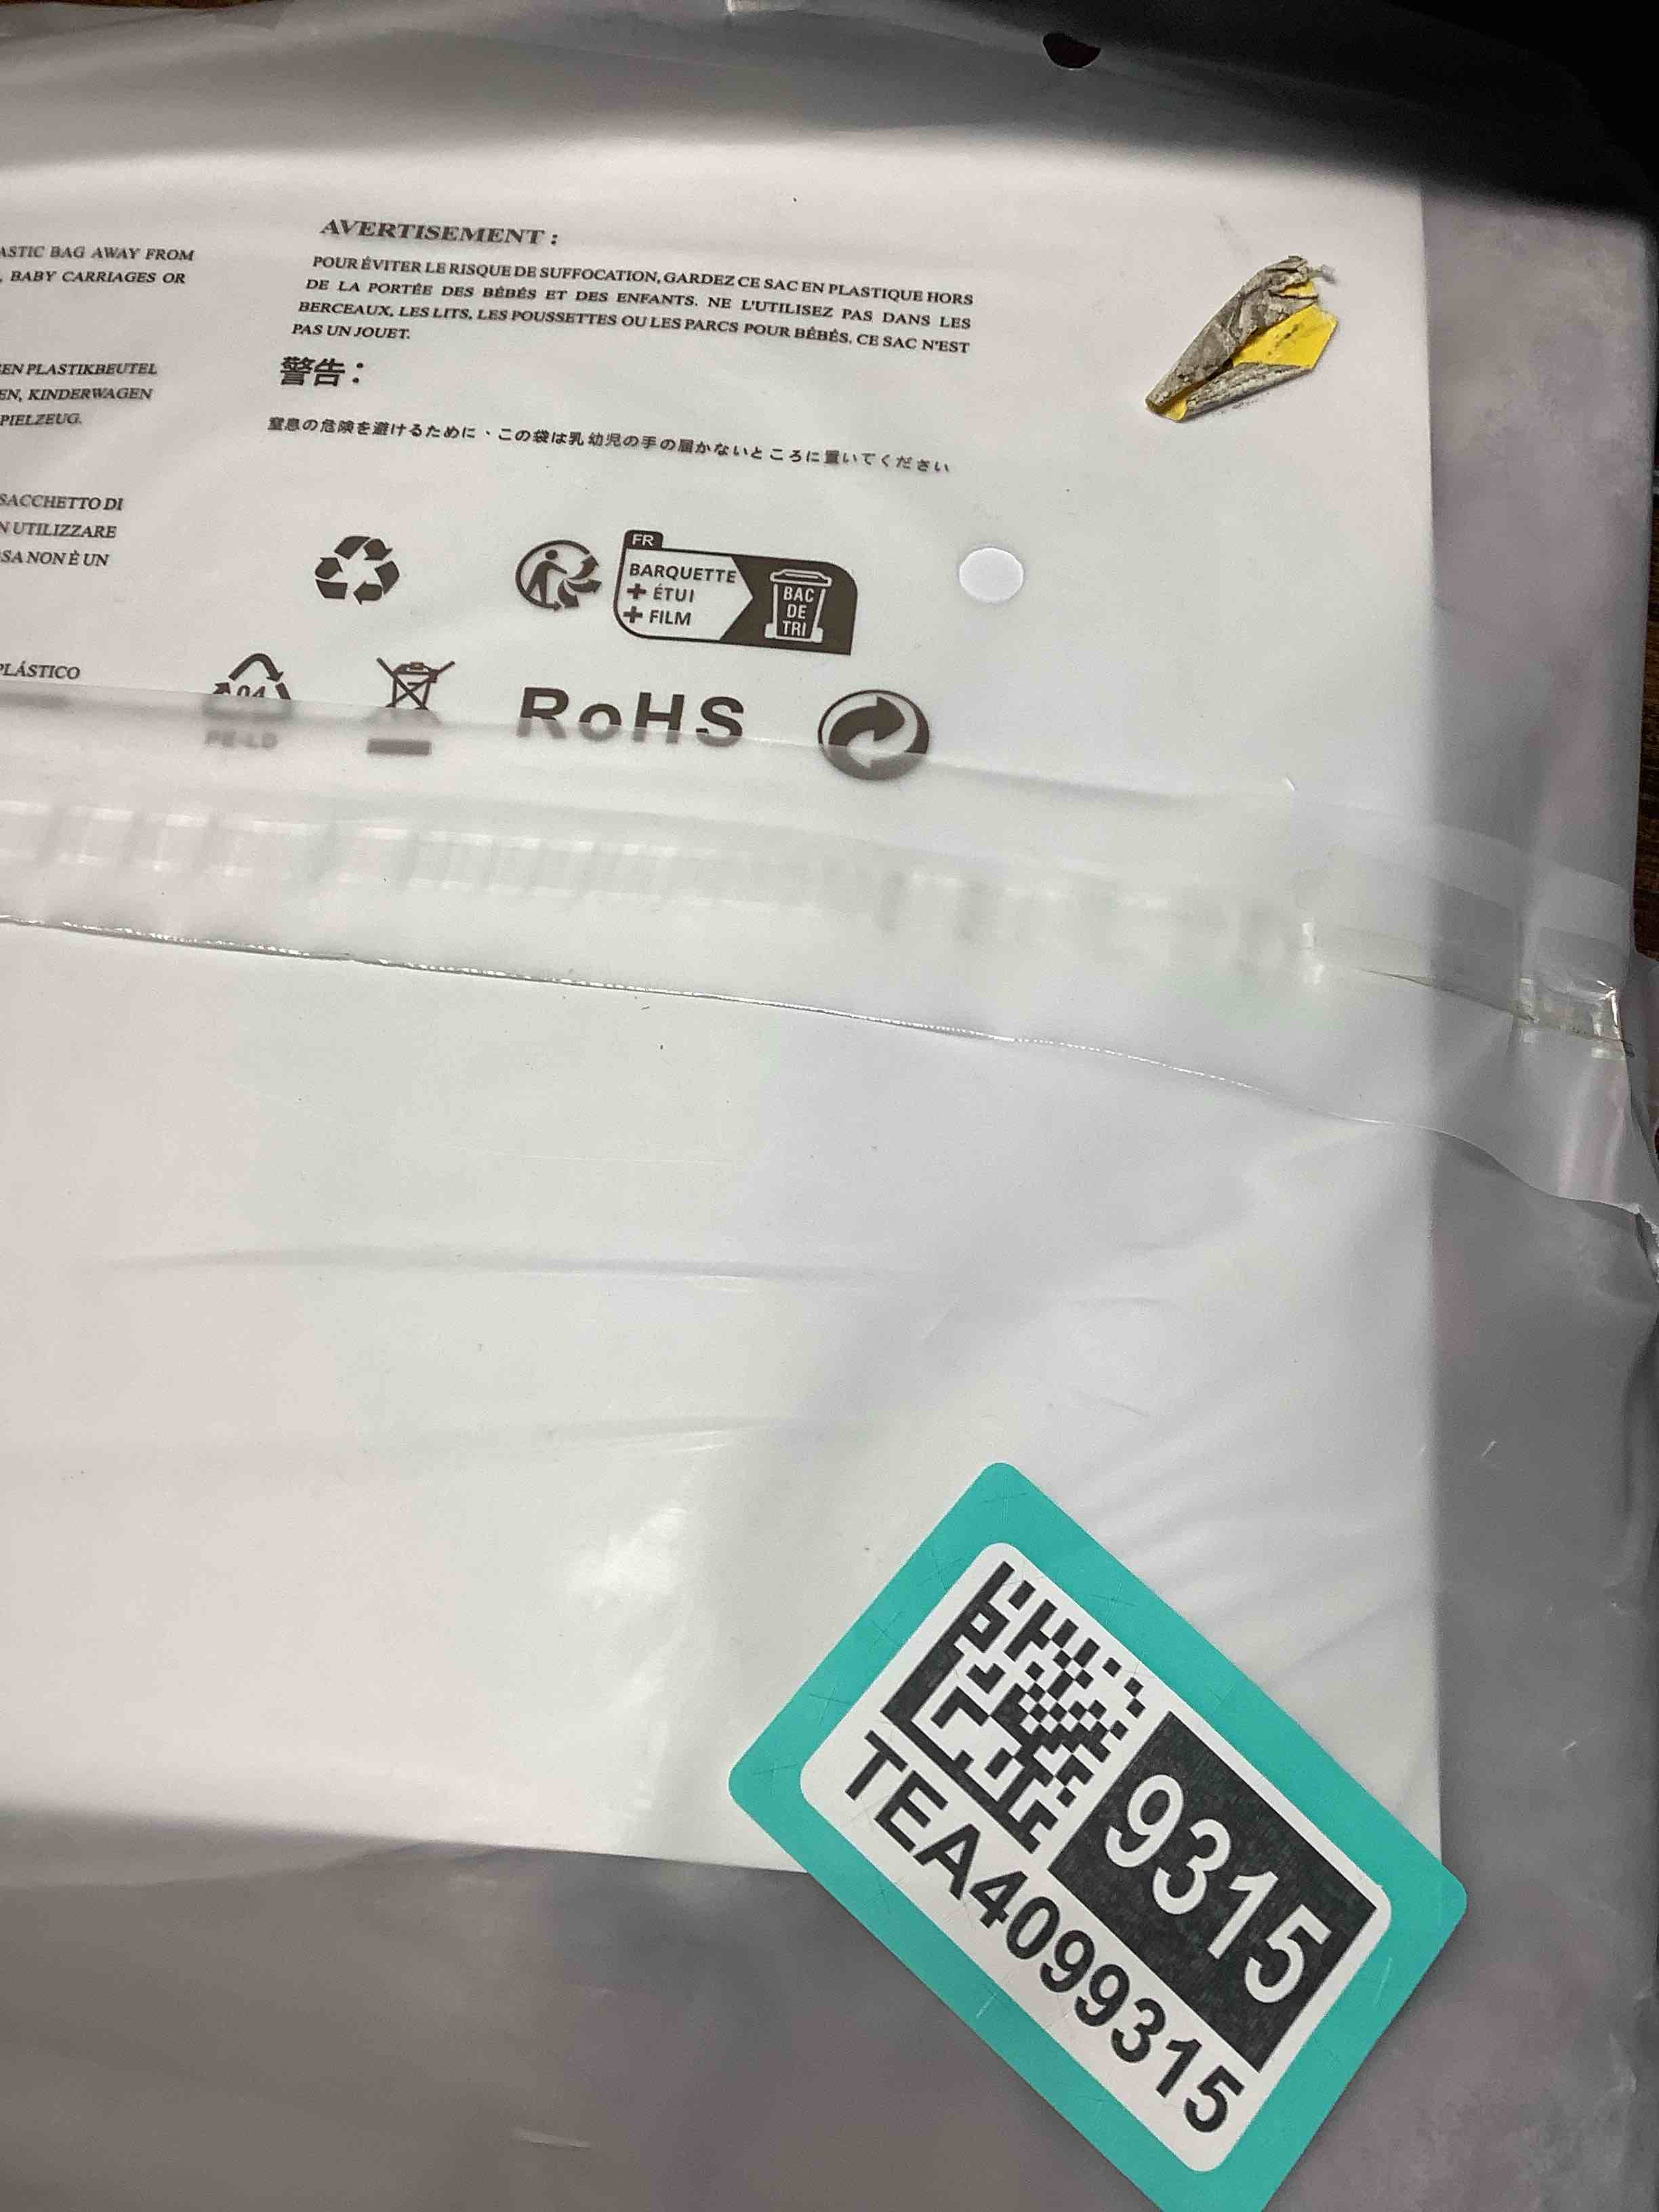 ASTIC BAG AWAY FROM
, BABY CARRIAGES OR
EN PLASTIKBEUTEL
EN, KINDERWAGEN
PIELZEUG.
SACCHETTO DI
N UTILIZZARE
SA NON È UN
PLÁSTICO
AVERTISEMENT :
POUR ÉVITER LE RISQUE DE SUFFOCATION, GARDEZ CE SAC EN PLASTIQUE HORS
DE LA PORTÉE DES BÉBÉS ET DES ENFANTS. NE L'UTILISEZ PAS DANS LES
BERCEAUX, LES LITS, LES POUSSETTES OU LES PARCS POUR BÉBÉS. CE SAC N'EST
PAS UN JOUET.
警告：
窒息の危険を避けるために、この袋は乳幼児の手の届かないところに置いてください
FR
BARQUETTE
+ ÉTUI
+ FILM
BAC
DE
TRI
04
PE-LD
RoHS
9315
TEA4099315